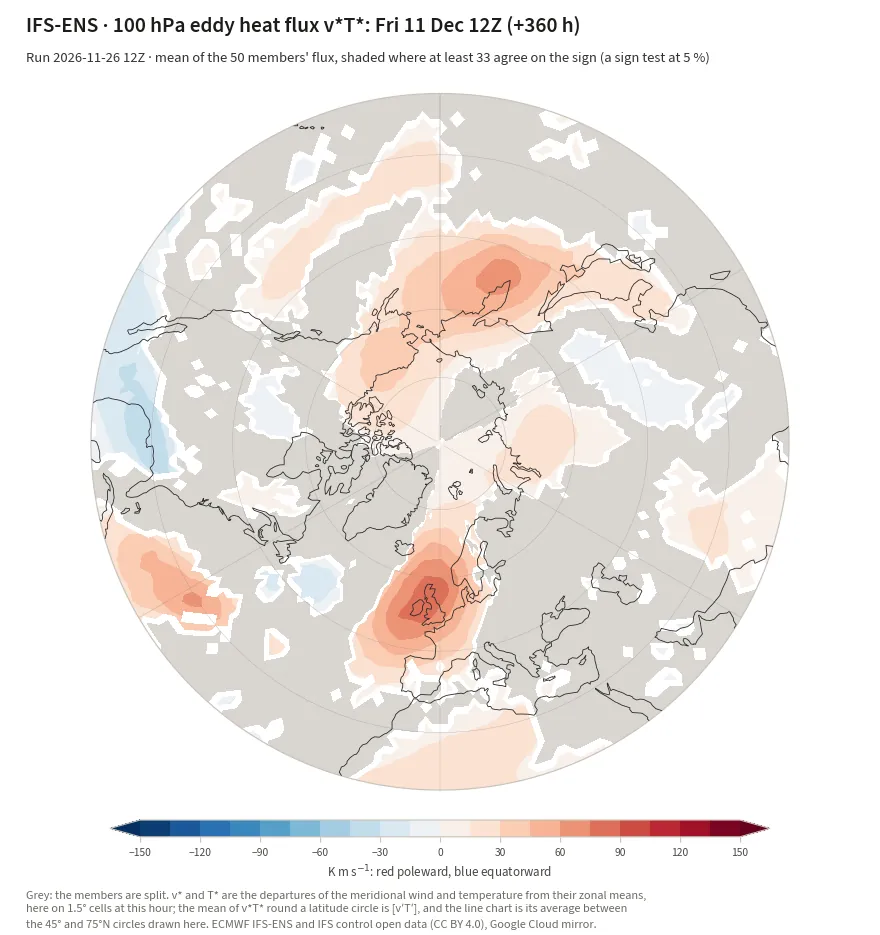 IFS-ENS · 100 hPa eddy heat flux v*T*: Fri 11 Dec 12Z (+360 h)
Run 2026-11-26 12Z · mean of the 50 members' flux, shaded where at least 33 agree on the sign (a sign test at 5 %)
−150 −120 −90 −60 −30 0 30 60 90 120 150
K m s⁻¹: red poleward, blue equatorward
Grey: the members are split. v* and T* are the departures of the meridional wind and temperature from their zonal means,
here on 1.5° cells at this hour; the mean of v*T* round a latitude circle is [v′T′], and the line chart is its average between
the 45° and 75°N circles drawn here. ECMWF IFS-ENS and IFS control open data (CC BY 4.0), Google Cloud mirror.